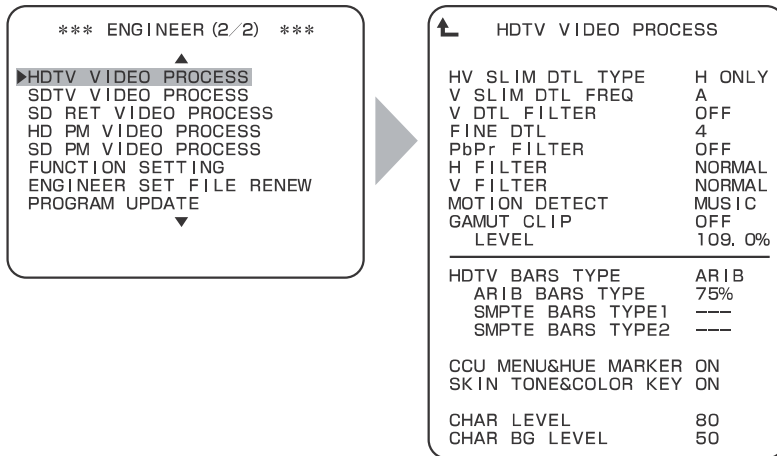 *** ENGINEER (2/2) ***
▲
▶HDTV VIDEO PROCESS
SDTV VIDEO PROCESS
SD RET VIDEO PROCESS
HD PM VIDEO PROCESS
SD PM VIDEO PROCESS
FUNCTION SETTING
ENGINEER SET FILE RENEW
PROGRAM UPDATE
▼
HDTV VIDEO PROCESS
HV SLIM DTL TYPE H ONLY
V SLIM DTL FREQ A
V DTL FILTER OFF
FINE DTL 4
PbPr FILTER OFF
H FILTER NORMAL
V FILTER NORMAL
MOTION DETECT MUSIC
GAMUT CLIP OFF
LEVEL 109. 0%
HDTV BARS TYPE ARIB
ARIB BARS TYPE 75%
SMPTE BARS TYPE1 ---
SMPTE BARS TYPE2 ---
CCU MENU&HUE MARKER ON
SKIN TONE&COLOR KEY ON
CHAR LEVEL 80
CHAR BG LEVEL 50